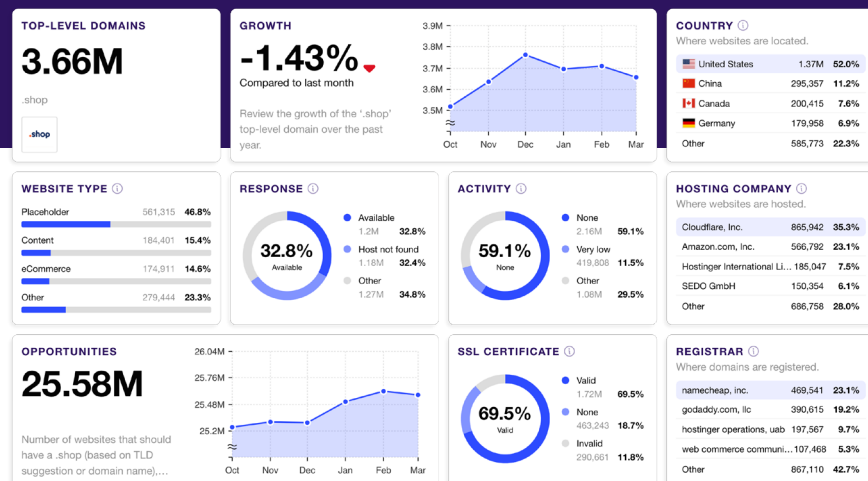 TOP-LEVEL DOMAINS
3.66M
.shop
.shop
GROWTH
-1.43%
Compared to last month
Review the growth of the ‘.shop’
top-level domain over the past
year.
3.9M
3.8M
3.7M
3.6M
3.5M
Oct Nov Dec Jan Feb Mar
COUNTRY
Where websites are located.
United States 1.37M 52.0%
China 295,357 11.2%
Canada 200,415 7.6%
Germany 179,958 6.9%
Other 585,773 22.3%
WEBSITE TYPE
Placeholder 561,315 46.8%
Content 184,401 15.4%
eCommerce 174,911 14.6%
Other 279,444 23.3%
RESPONSE
32.8%
Available
Available
1.2M 32.8%
Host not found
1.18M 32.4%
Other
1.27M 34.8%
ACTIVITY
59.1%
None
None
2.16M 59.1%
Very low
419,808 11.5%
Other
1.08M 29.5%
HOSTING COMPANY
Where websites are hosted.
Cloudflare, Inc. 865,942 35.3%
Amazon.com, Inc. 566,792 23.1%
Hostinger International Li... 185,047 7.5%
SEDO GmbH 150,354 6.1%
Other 686,758 28.0%
OPPORTUNITIES
25.58M
Number of websites that should
have a .shop (based on TLD
suggestion or domain name),...
26.04M
25.76M
25.48M
25.2M
Oct Nov Dec Jan Feb Mar
SSL CERTIFICATE
69.5%
Valid
Valid
1.72M 69.5%
None
463,243 18.7%
Invalid
290,661 11.8%
REGISTRAR
Where domains are registered.
namecheap, inc. 469,541 23.1%
godaddy.com, llc 390,615 19.2%
hostinger operations, uab 197,567 9.7%
web commerce communi... 107,468 5.3%
Other 867,110 42.7%